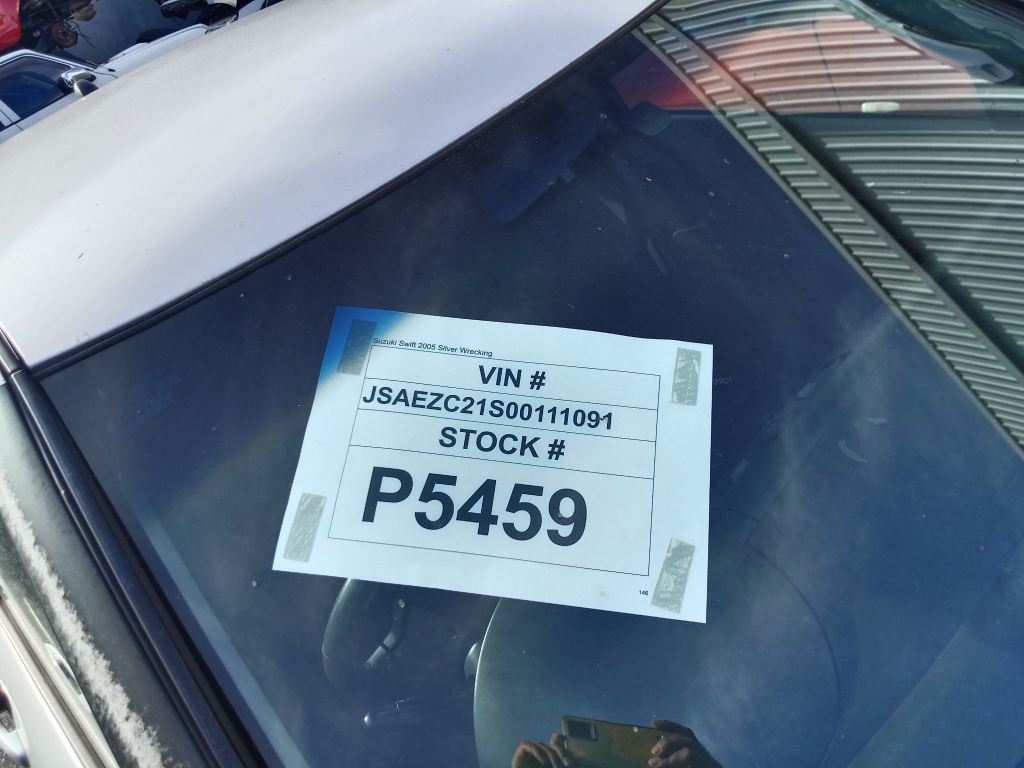 Suzuki Swift 2005 Silver Wrecking
VIN #
JSAEZC21S00111091
STOCK #
P5459
146